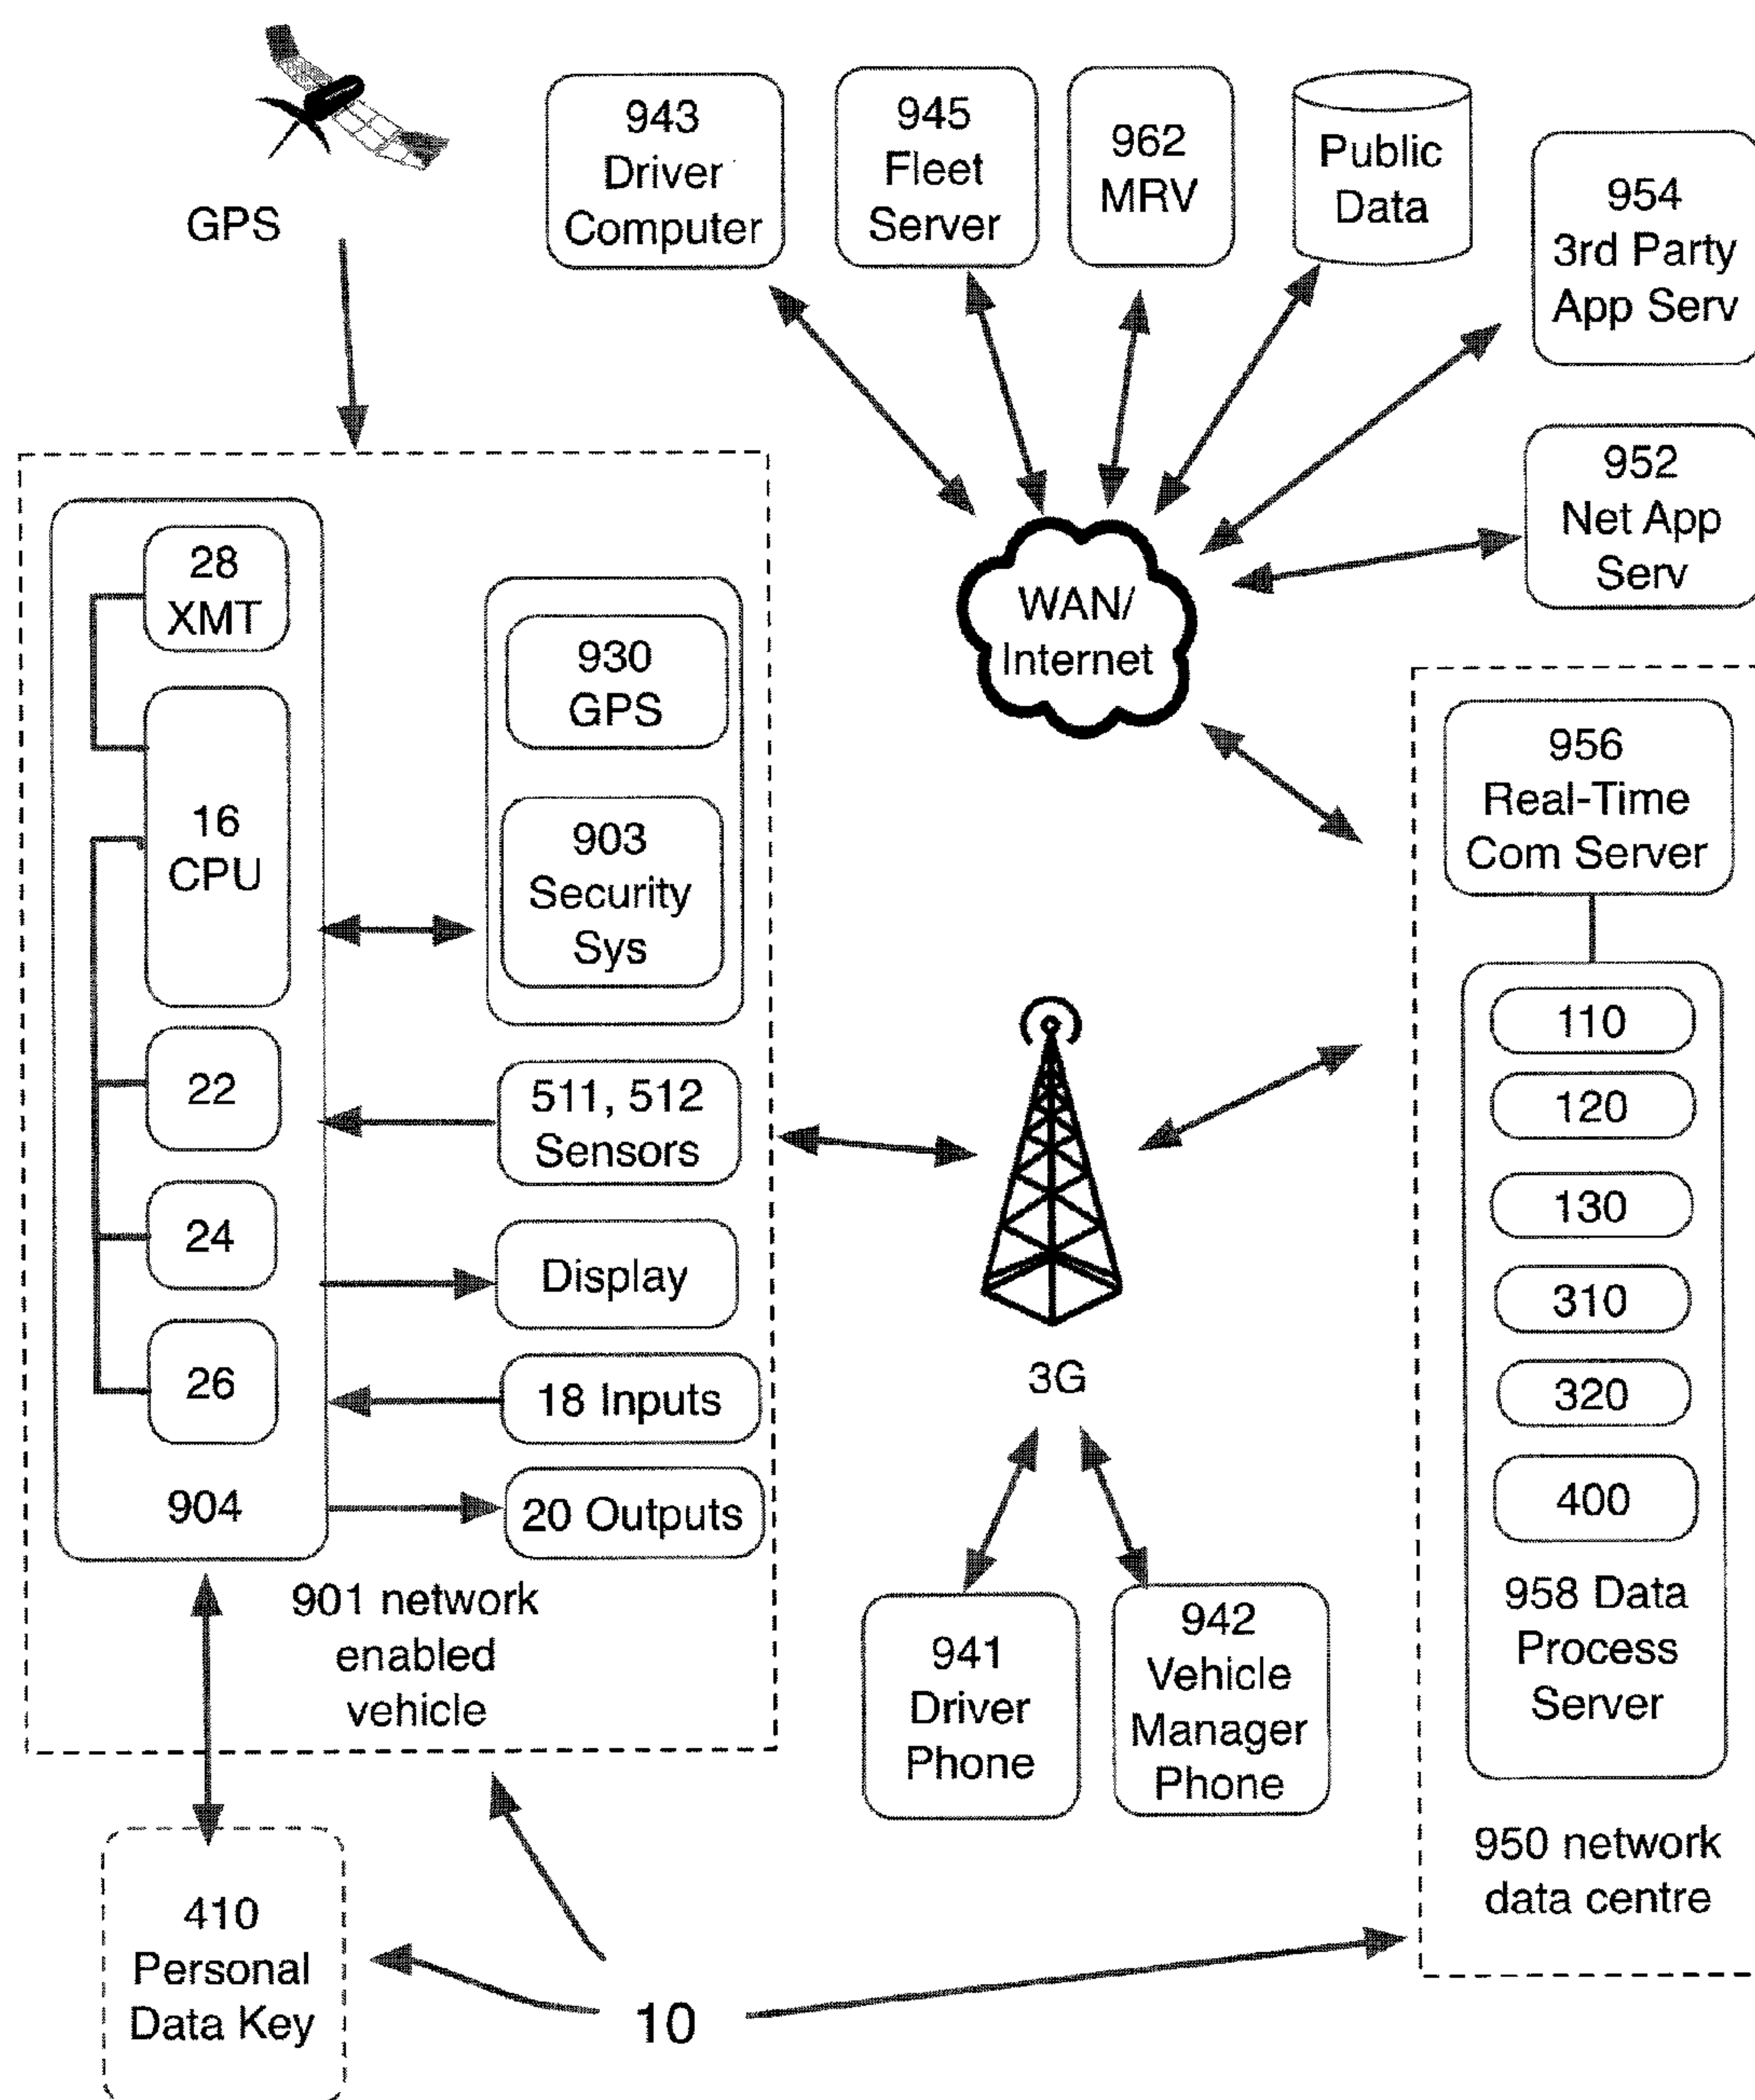 GPS
943
Driver
Computer
945
Fleet
Server
962
MRV
Public
Data
954
3rd Party
App Serv
952
Net App
Serv
WAN/
Internet
28
XMT
16
CPU
22
24
26
904
930
GPS
903
Security
Sys
511, 512
Sensors
Display
18 Inputs
20 Outputs
901 network
enabled
vehicle
3G
941
Driver
Phone
942
Vehicle
Manager
Phone
956
Real-Time
Com Server
110
120
130
310
320
400
958 Data
Process
Server
950 network
data centre
410
Personal
Data Key
10